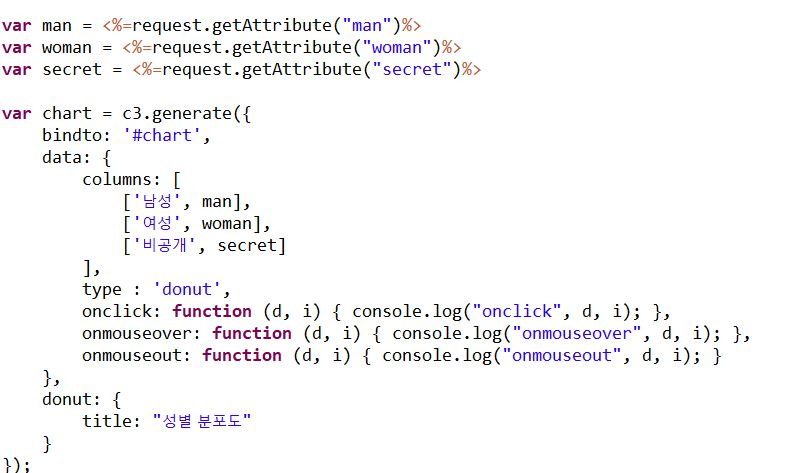 var man = <%=request.getAttribute("man")%>
var woman = <%=request.getAttribute("woman")%>
var secret = <%=request.getAttribute("secret")%>

var chart = c3.generate({
    bindto: '#chart',
    data: {
        columns: [
            ['남성', man],
            ['여성', woman],
            ['비공개', secret]
        ],
        type : 'donut',
        onclick: function (d, i) { console.log("onclick", d, i); },
        onmouseover: function (d, i) { console.log("onmouseover", d, i); },
        onmouseout: function (d, i) { console.log("onmouseout", d, i); }
    },
    donut: {
        title: "성별 분포도"
    }
});